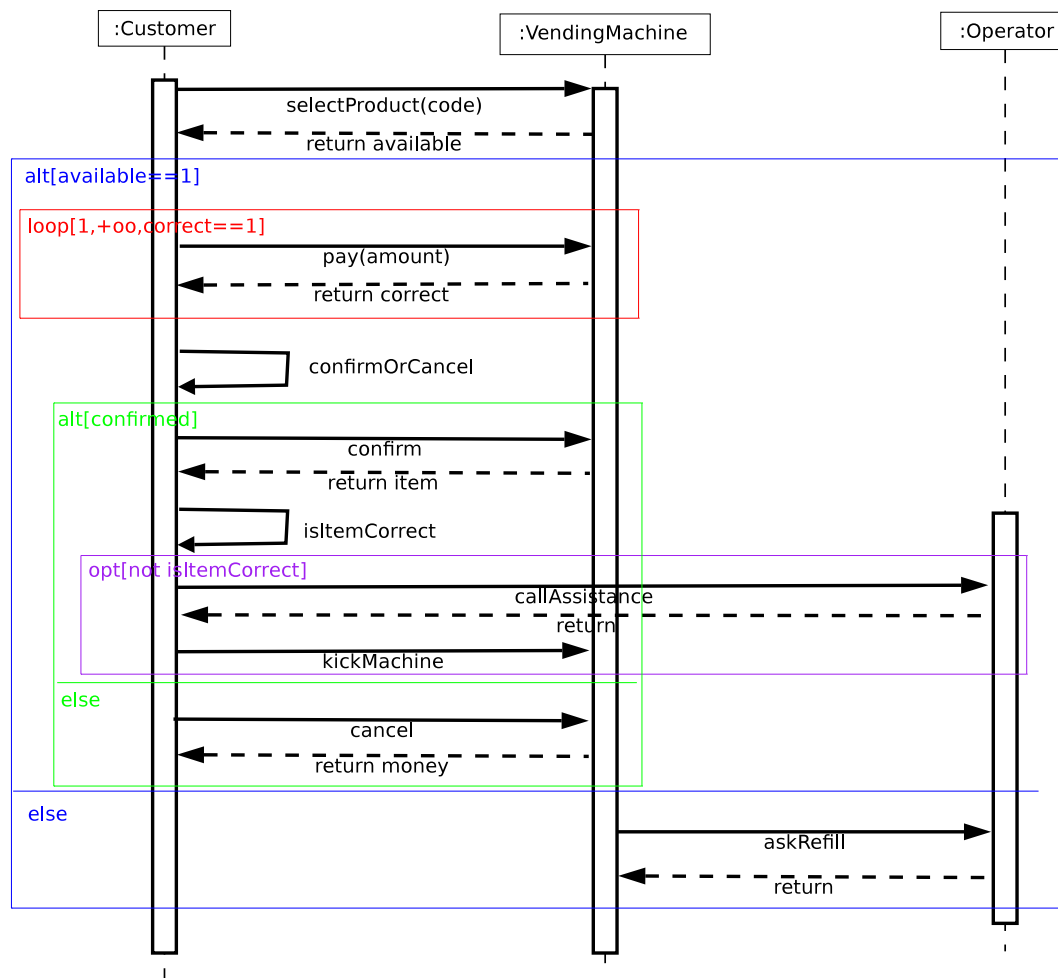 :Customer
:VendingMachine
:Operator
selectProduct(code)
return available
alt[available==1]
loop[1,+oo,correct==1]
pay(amount)
return correct
confirmOrCancel
alt[confirmed]
confirm
return item
isItemCorrect
opt[not isItemCorrect]
callAssistance
return
kickMachine
else
cancel
return money
else
askRefill
return